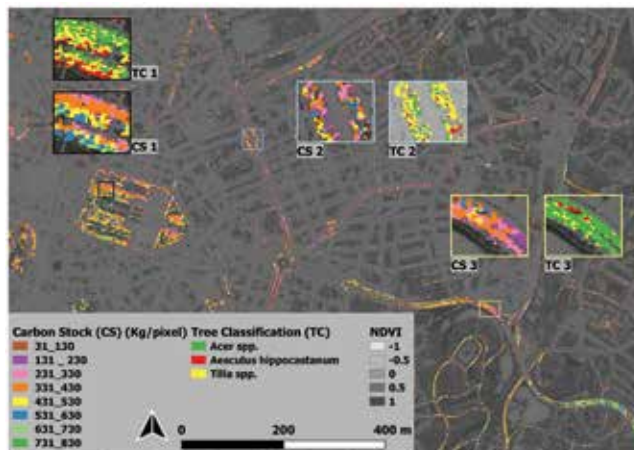 TC 1
CS 1
CS 2
TC 2
CS 3
TC 3
Carbon Stock (CS) (Kg/pixel)
31_130
131 _ 230
231_330
331_430
431_530
531_630
631_730
731_830
Tree Classification (TC)
Acer spp.
Aesculus hippocastanum
Tilia spp.
NDVI
-1
-0.5
0
0.5
1
0 200 400 m